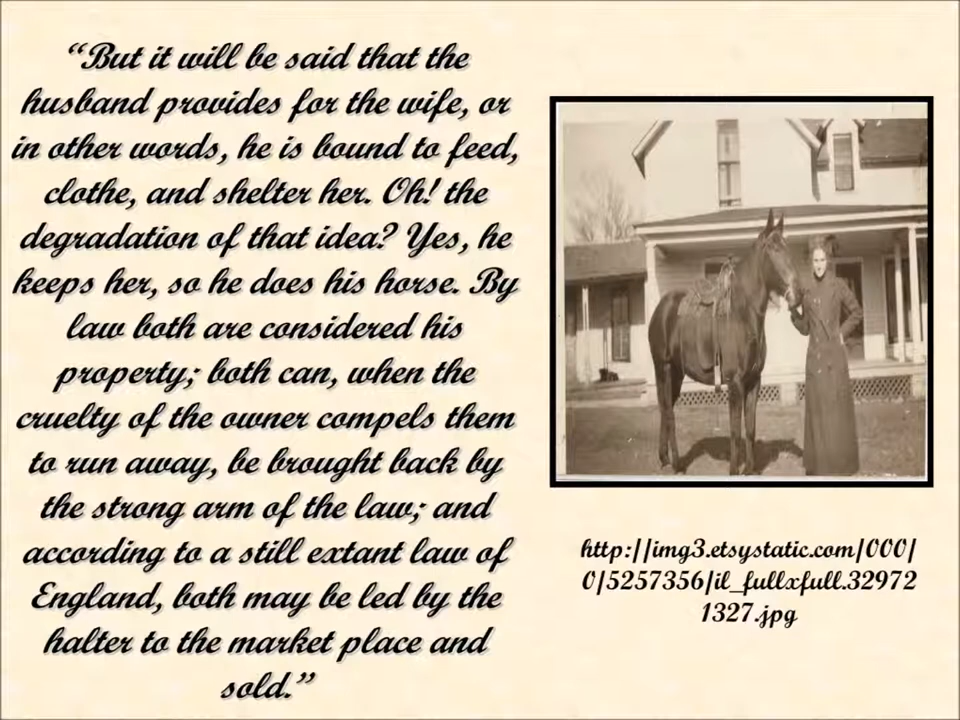 “But it will be said that the
husband provides for the wife, or
in other words, he is bound to feed,
clothe, and shelter her. Oh! the
degradation of that idea? Yes, he
keeps her, so he does his horse. By
law both are considered his
property; both can, when the
cruelty of the owner compels them
to run away, be brought back by
the strong arm of the law; and
according to a still extant law of
England, both may be led by the
halter to the market place and
sold.”
http://img3.etsystatic.com/000/
0/5257356/il_fullxfull.32972
1327.jpg